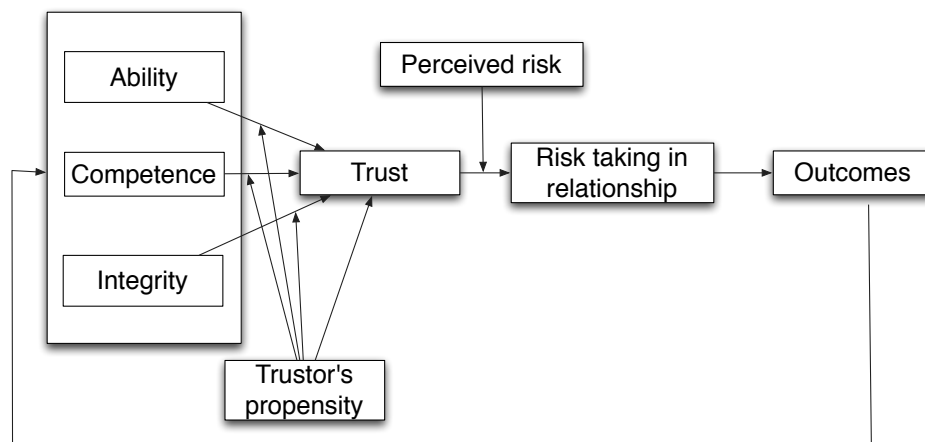 Ability
Competence
Integrity
Trustor's
propensity
Trust
Perceived risk
Risk taking in
relationship
Outcomes